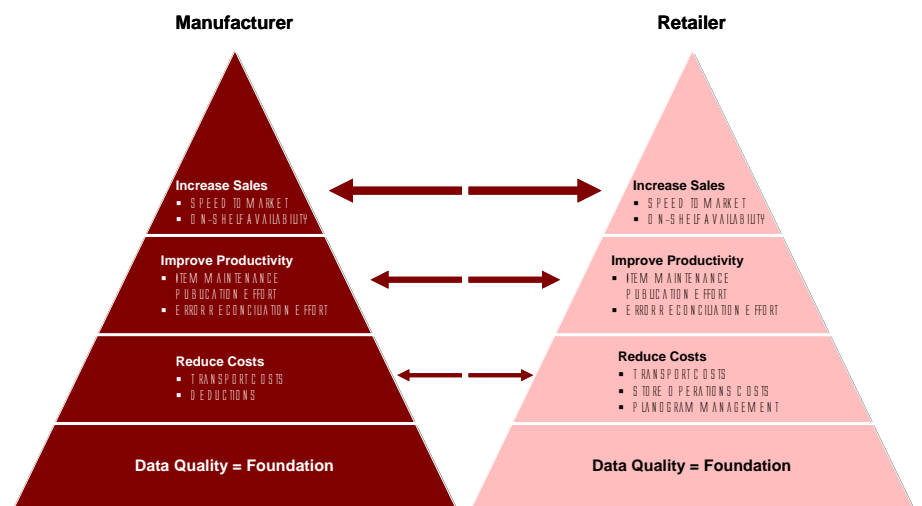 Manufacturer
Retailer
Increase Sales
▪ SPEED TO MARKET
▪ ON-SHELF AVAILABILITY
Improve Productivity
▪ ITEM MAINTENANCE
PUBLICATION EFFORT
▪ ERROR RECONCILIATION EFFORT
Reduce Costs
▪ TRANSPORT COSTS
▪ DEDUCTIONS
Data Quality = Foundation
Increase Sales
▪ SPEED TO MARKET
▪ ON-SHELF AVAILABILITY
Improve Productivity
▪ ITEM MAINTENANCE
PUBLICATION EFFORT
▪ ERROR RECONCILIATION EFFORT
Reduce Costs
▪ TRANSPORT COSTS
▪ STORE OPERATIONS COSTS
▪ PLANOGRAM MANAGEMENT
Data Quality = Foundation